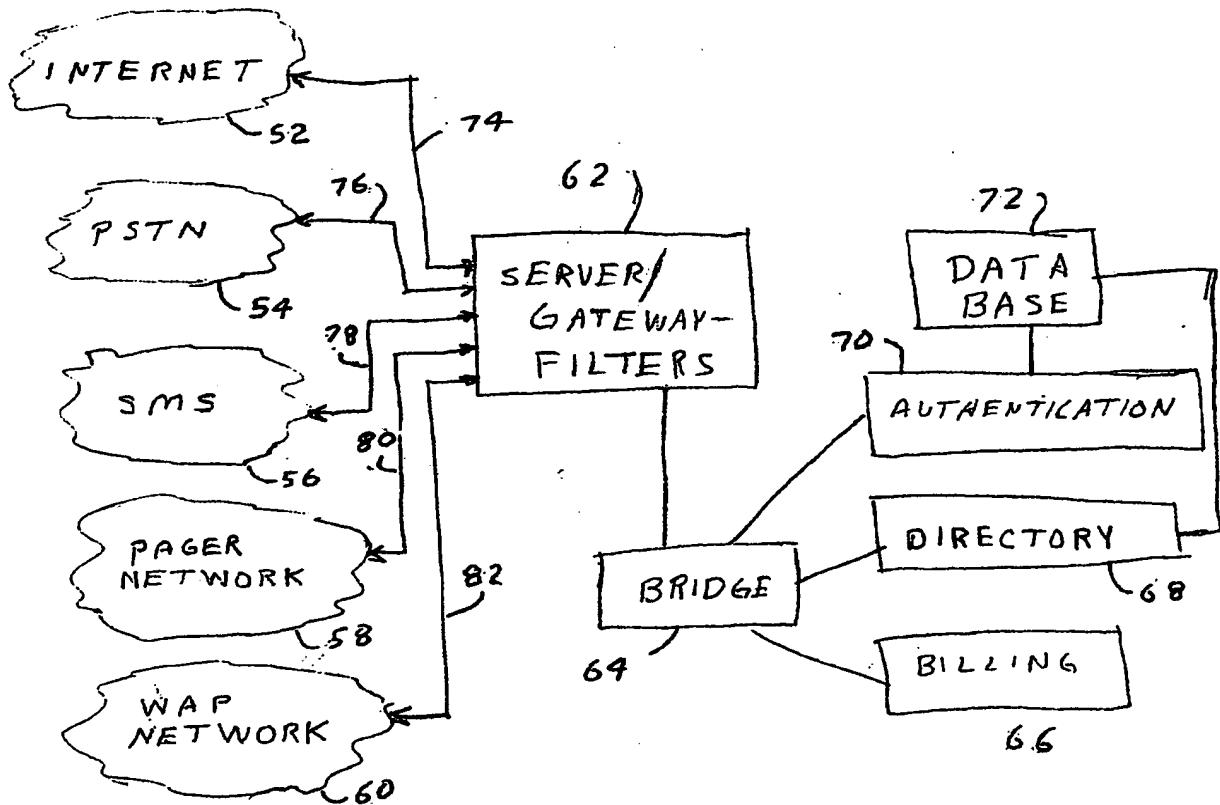 INTERNET
52
74
PSTN
54
76
SMS
56
78
PAGER
NETWORK
58
80
WAP
NETWORK
60
82
62
SERVER/
GATEWAY-
FILTERS
BRIDGE
64
72
DATA
BASE
70
AUTHENTICATION
DIRECTORY
68
BILLING
66